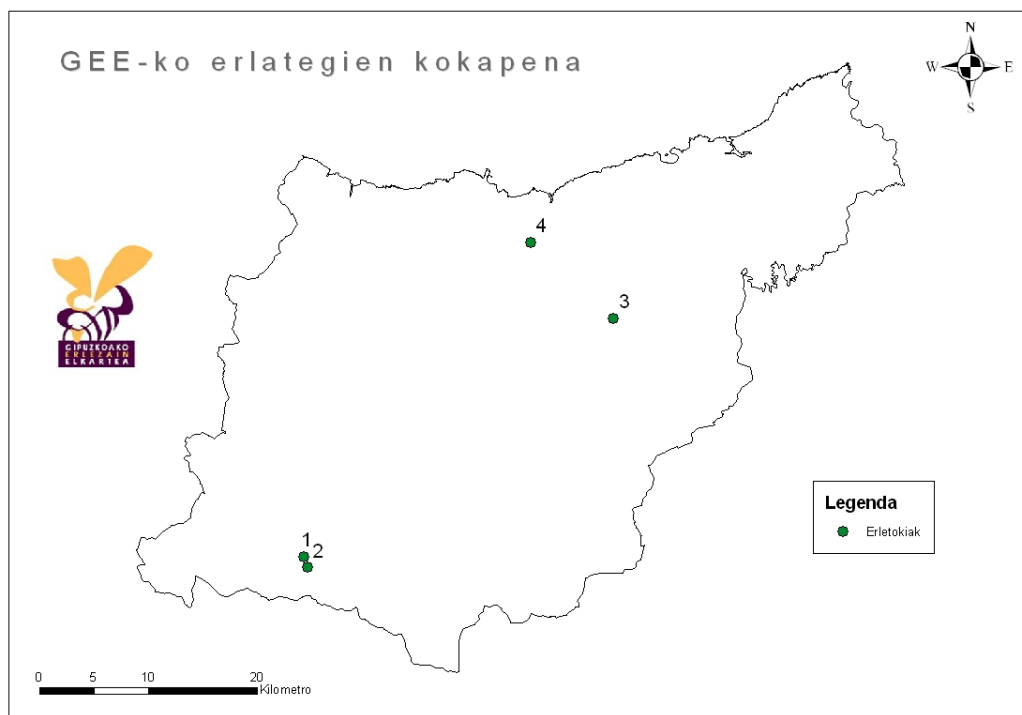 GEE-ko erlategien kokapena
N
W E
S
4
3
GIPUZKOAKO
ERLEZAIN
ELKARTEA
Legenda
Erletokiak
1
2
0 5 10 20
Kilometro